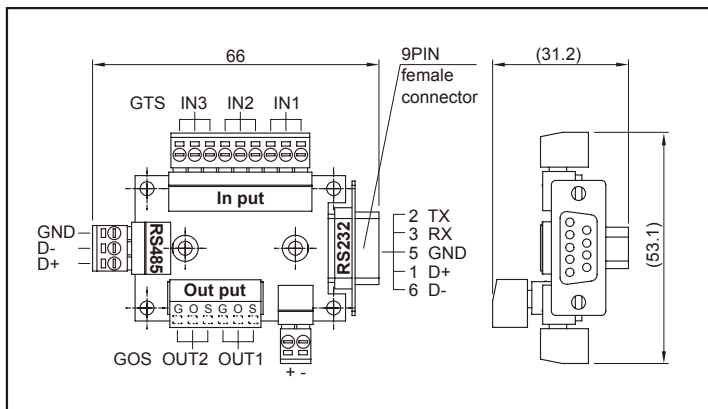 66
9PIN
female
connector
(31.2)
GTS IN3 IN2 IN1
In put
GND
D-
D+
RS485
RS232
2 TX
3 RX
5 GND
1 D+
6 D-
(53.1)
Out put
G O S G O S
GOS OUT2 OUT1
+ -